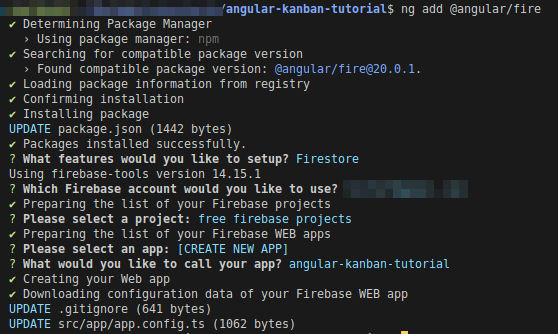 /angular-kanban-tutorial$ ng add @angular/fire
✔ Determining Package Manager
› Using package manager: npm
✔ Searching for compatible package version
› Found compatible package version: @angular/fire@20.0.1.
✔ Loading package information from registry
✔ Confirming installation
✔ Installing package
UPDATE package.json (1442 bytes)
✔ Packages installed successfully.
? What features would you like to setup? Firestore
Using firebase-tools version 14.15.1
? Which Firebase account would you like to use?
✔ Preparing the list of your Firebase projects
? Please select a project: free firebase projects
✔ Preparing the list of your Firebase WEB apps
? Please select an app: [CREATE NEW APP]
? What would you like to call your app? angular-kanban-tutorial
✔ Creating your Web app
✔ Downloading configuration data of your Firebase WEB app
UPDATE .gitignore (641 bytes)
UPDATE src/app/app.config.ts (1062 bytes)